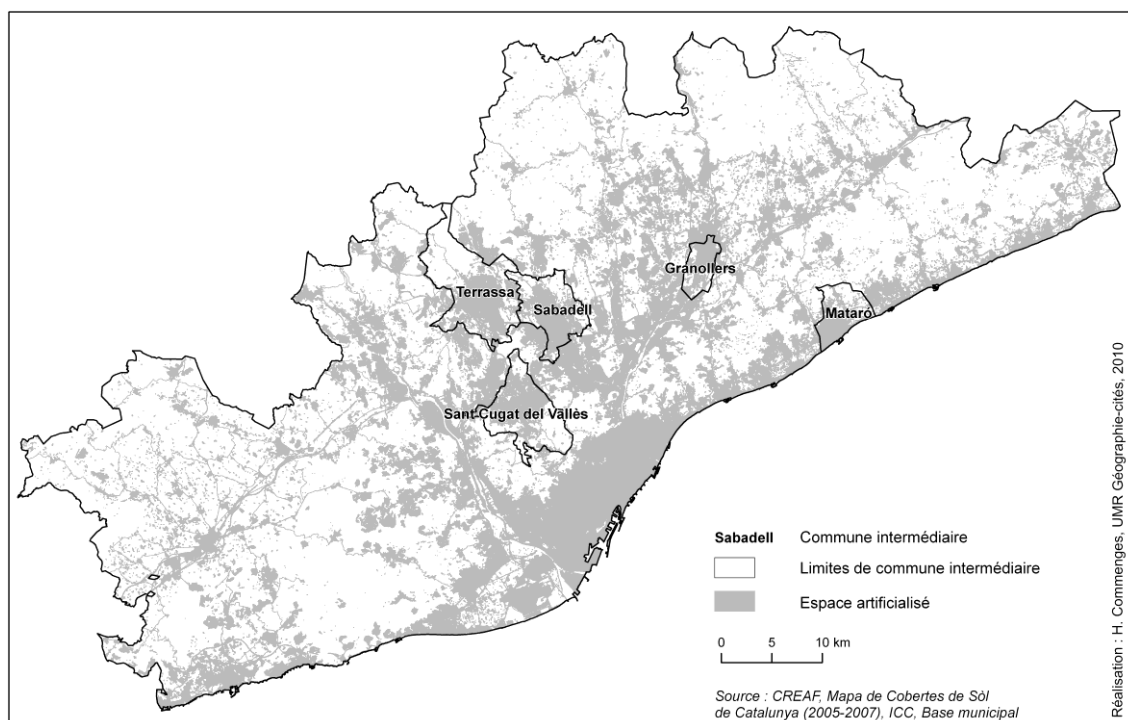 Granollers
Terrassa
Sabadell
Mataró
Sant Cugat del Vallès
Sabadell Commune intermédiaire
Limites de commune intermédiaire
Espace artificialisé
0 5 10 km
Source : CREAF, Mapa de Cobertes de Sòl
de Catalunya (2005-2007), ICC, Base municipal
Réalisation : H. Commenges, UMR Géographie-cités, 2010